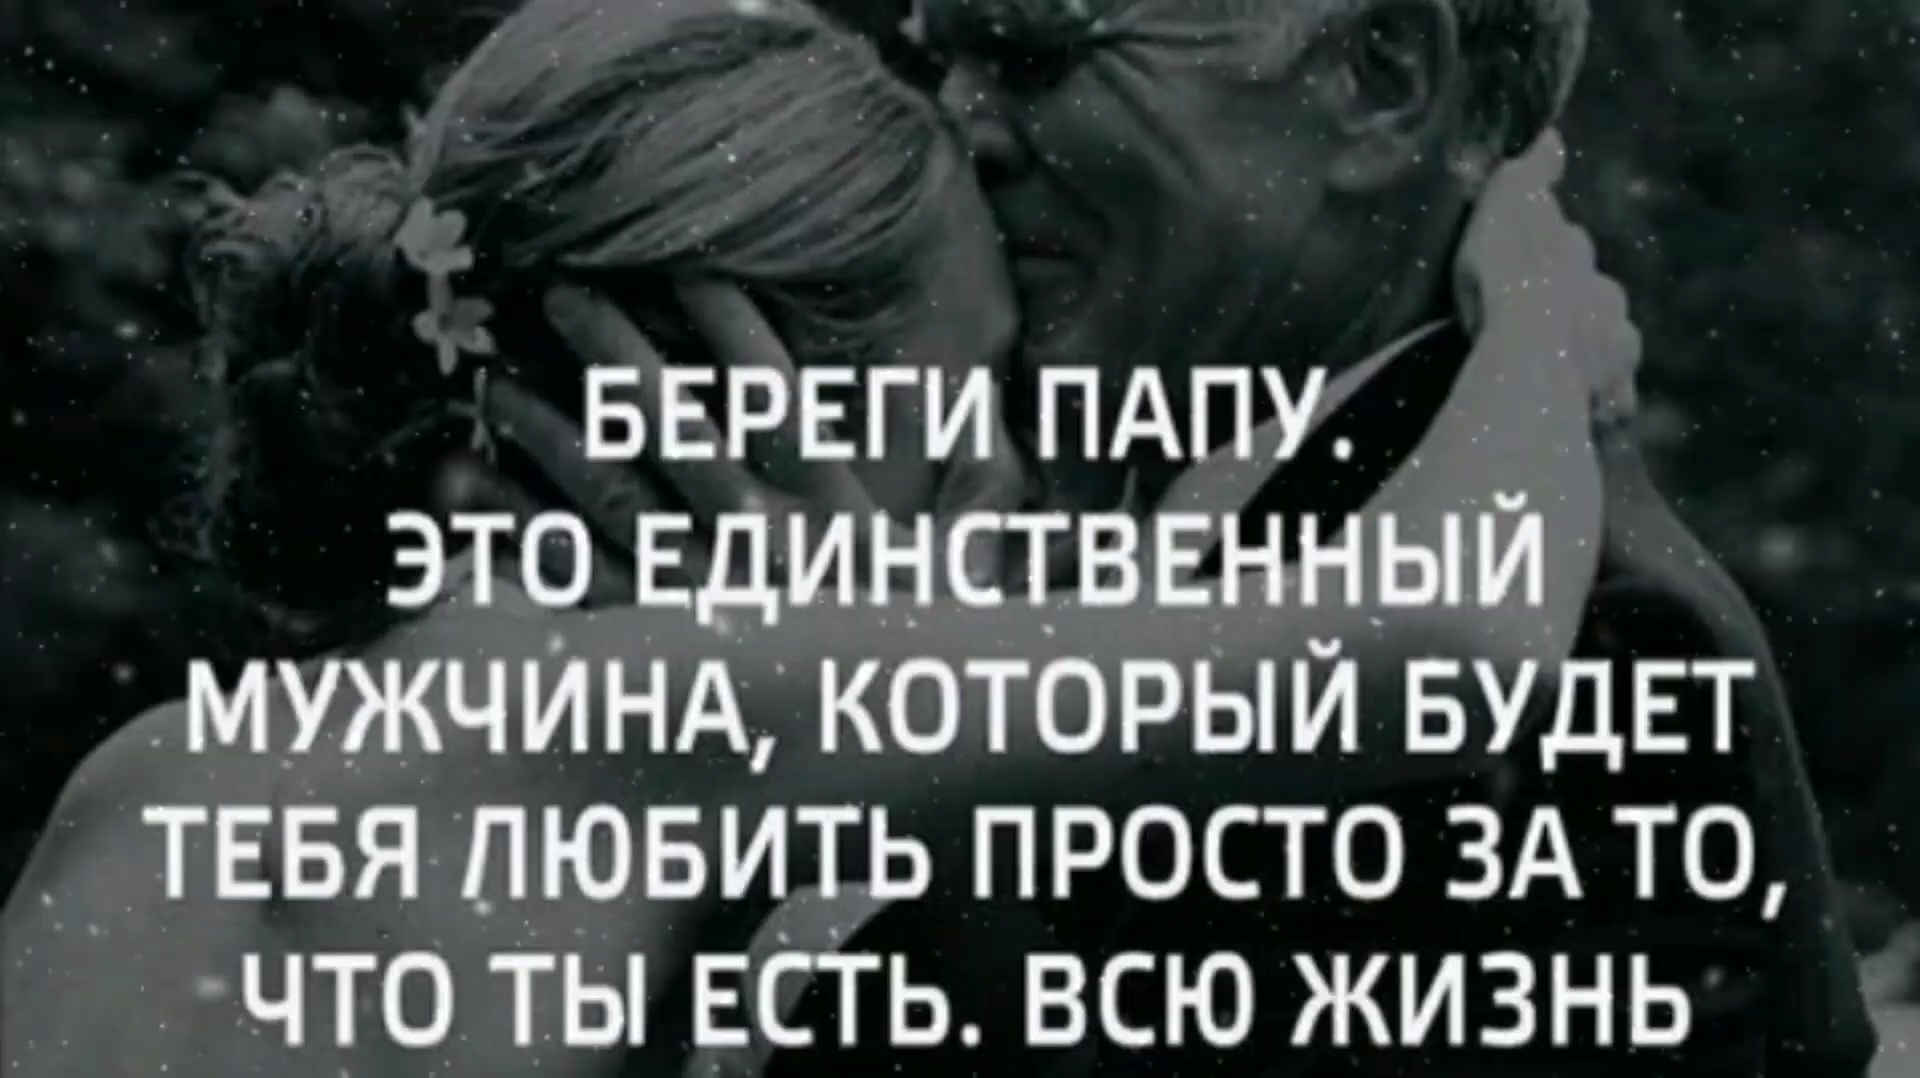 БЕРЕГИ ПАПУ.
ЭТО ЕДИНСТВЕННЫЙ
МУЖЧИНА, КОТОРЫЙ БУДЕТ
ТЕБЯ ЛЮБИТЬ ПРОСТО ЗА ТО,
ЧТО ТЫ ЕСТЬ. ВСЮ ЖИЗНЬ